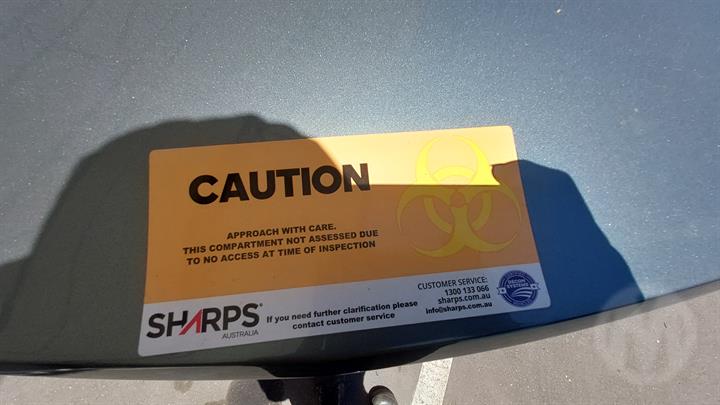 CAUTION
APPROACH WITH CARE.
THIS COMPARTMENT NOT ASSESSED DUE
TO NO ACCESS AT TIME OF INSPECTION
SHARPS
AUSTRALIA
If you need further clarification please
contact customer service
CUSTOMER SERVICE:
1300 133 066
sharps.com.au
info@sharps.com.au
DECON
SYSTEMS